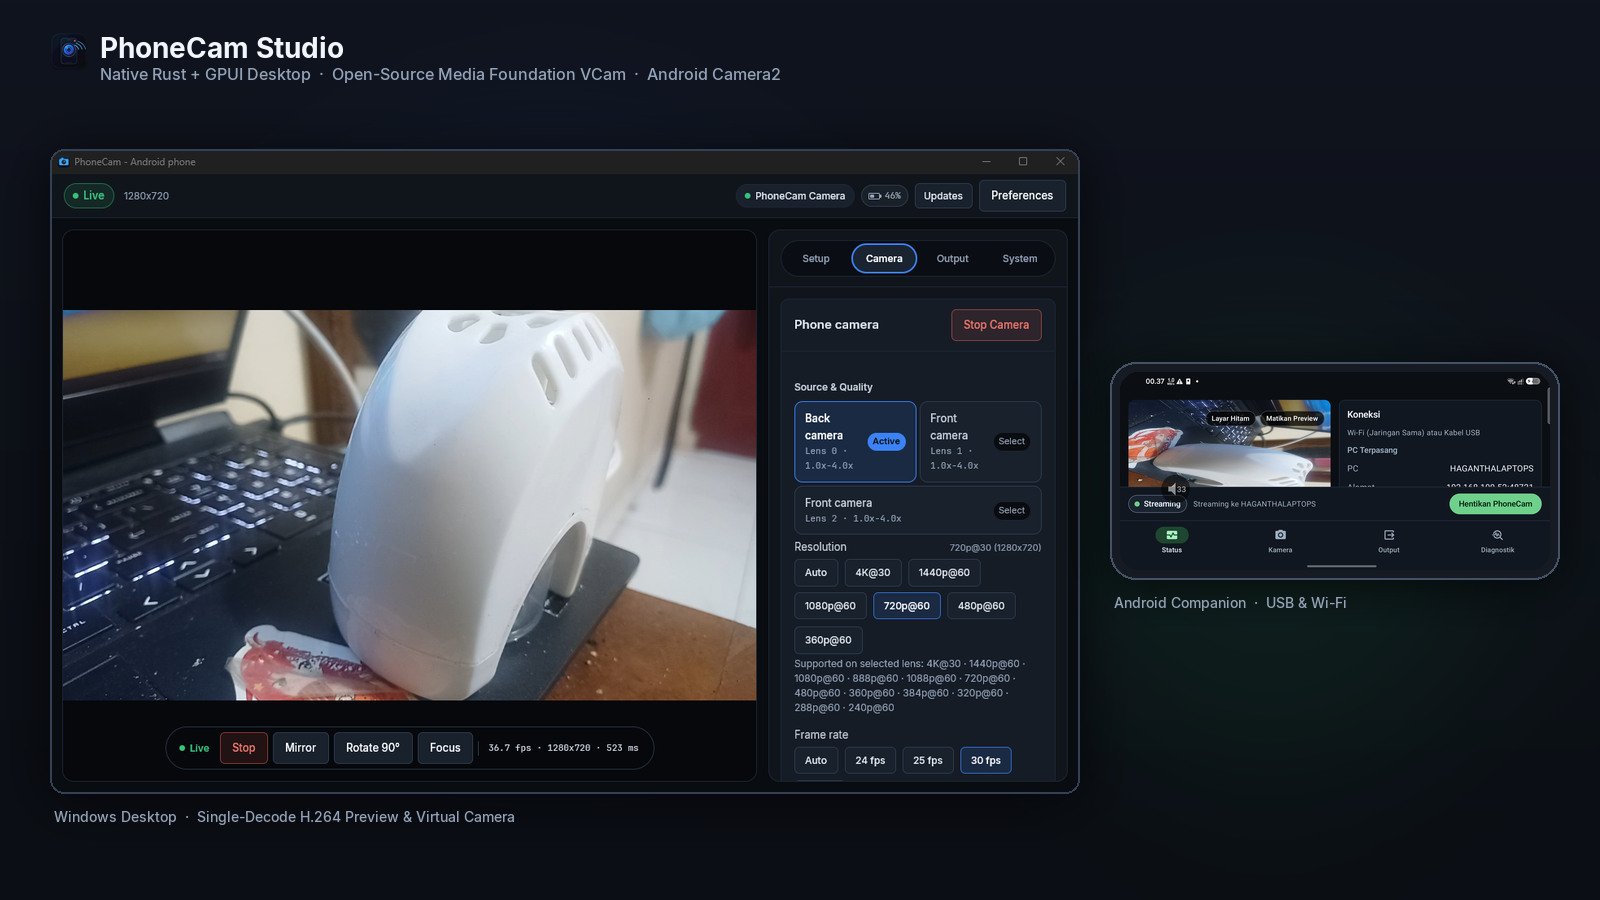 PhoneCam Studio
Native Rust + GPUI Desktop · Open-Source Media Foundation VCam · Android Camera2
PhoneCam - Android phone
Live
1280x720
PhoneCam Camera
46%
Updates
Preferences
Setup
Camera
Output
System
Phone camera
Stop Camera
Source & Quality
Back
camera
Lens 0 ·
1.0x-4.0x
Active
Front
camera
Lens 1 ·
1.0x-4.0x
Select
Front camera
Lens 2 · 1.0x-4.0x
Select
Resolution
720p@30 (1280x720)
Auto
4K@30
1440p@60
1080p@60
720p@60
480p@60
360p@60
Supported on selected lens: 4K@30 · 1440p@60 ·
1080p@60 · 888p@60 · 1088p@60 · 720p@60 ·
480p@60 · 360p@60 · 384p@60 · 320p@60 ·
288p@60 · 240p@60
Frame rate
Auto
24 fps
25 fps
30 fps
Live
Stop
Mirror
Rotate 90°
Focus
36.7 fps · 1280x720 · 523 ms
CTRL
Windows Desktop · Single-Decode H.264 Preview & Virtual Camera
00.37
Layar Hitam
Matikan Preview
Koneksi
Wi-Fi (Jaringan Sama) atau Kabel USB
PC Terpasang
PC
HAGANTHALAPTOPS
33
Streaming
Streaming ke HAGANTHALAPTOPS
Hentikan PhoneCam
Status
Kamera
Output
Diagnostik
Android Companion · USB & Wi-Fi